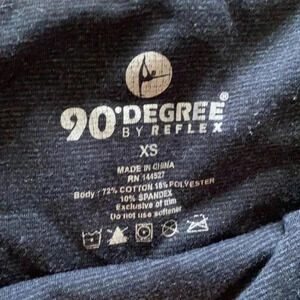 90°DEGREE®
BY REFLEX
XS
MADE IN CHINA
RN 144527
Body : 72% COTTON 18% POLYESTER
10% SPANDEX
Exclusive of trim
Do not use softener